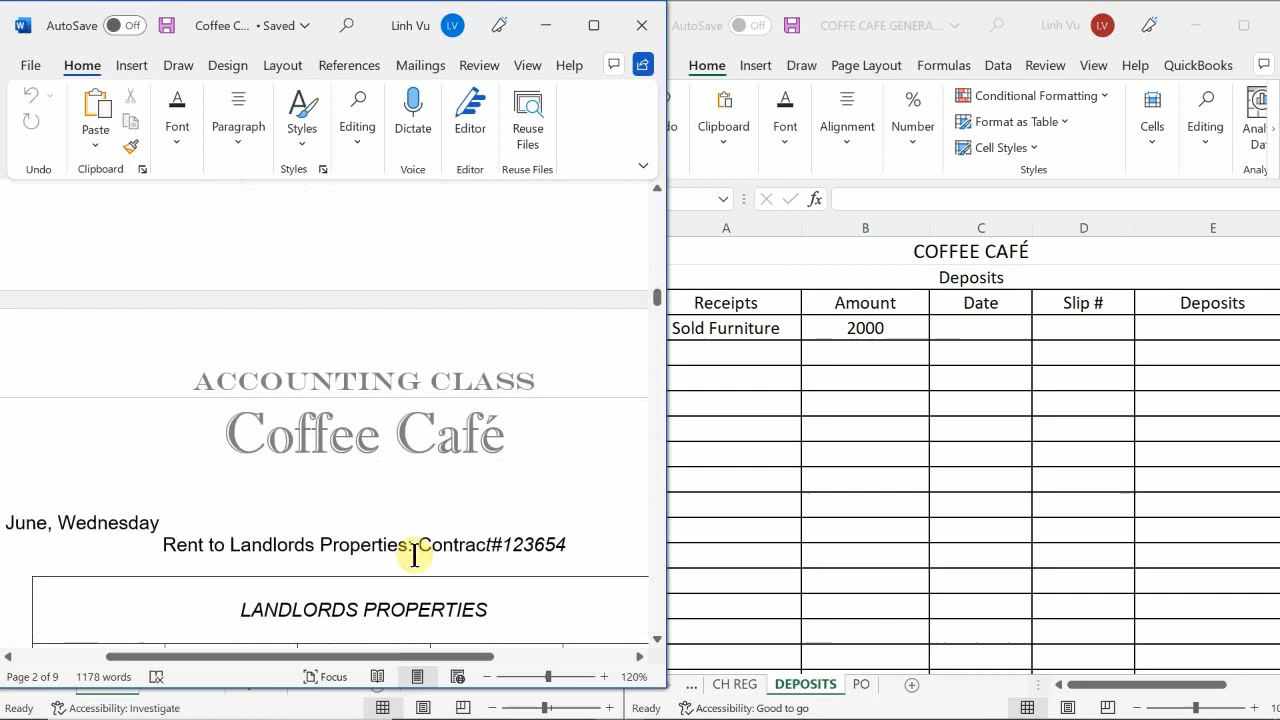 AutoSave Off Coffee C... • Saved Linh Vu LV
File Home Insert Draw Design Layout References Mailings Review View Help
Paste Font Paragraph Styles Editing Dictate Editor Reuse Files
Undo Clipboard Styles Voice Editor Reuse Files
ACCOUNTING CLASS
Coffee Café
June, Wednesday
Rent to Landlords Properties: Contract#123654
LANDLORDS PROPERTIES
Page 2 of 9 1178 words Focus 120%
Ready Accessibility: Investigate
AutoSave Off COFFE CAFE GENERA... Linh Vu LV
Home Insert Draw Page Layout Formulas Data Review View Help QuickBooks
Clipboard Font Alignment Number Conditional Formatting Format as Table Cell Styles Cells Editing
Styles
fx
A B C D E
COFFEE CAFÉ
Deposits
Receipts Amount Date Slip # Deposits
Sold Furniture 2000
... CH REG DEPOSITS PO
Ready Accessibility: Good to go